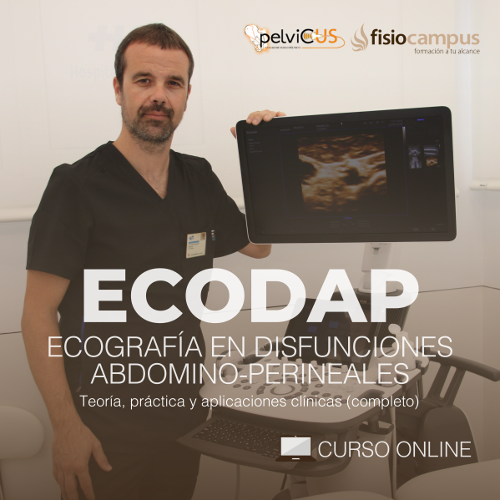 pelviCUS
fisiocampus
formación a tu alcance
ECODAP
ECOGRAFÍA EN DISFUNCIONES
ABDOMINO-PERINEALES
Teoría, práctica y aplicaciones clínicas (completo)
CURSO ONLINE